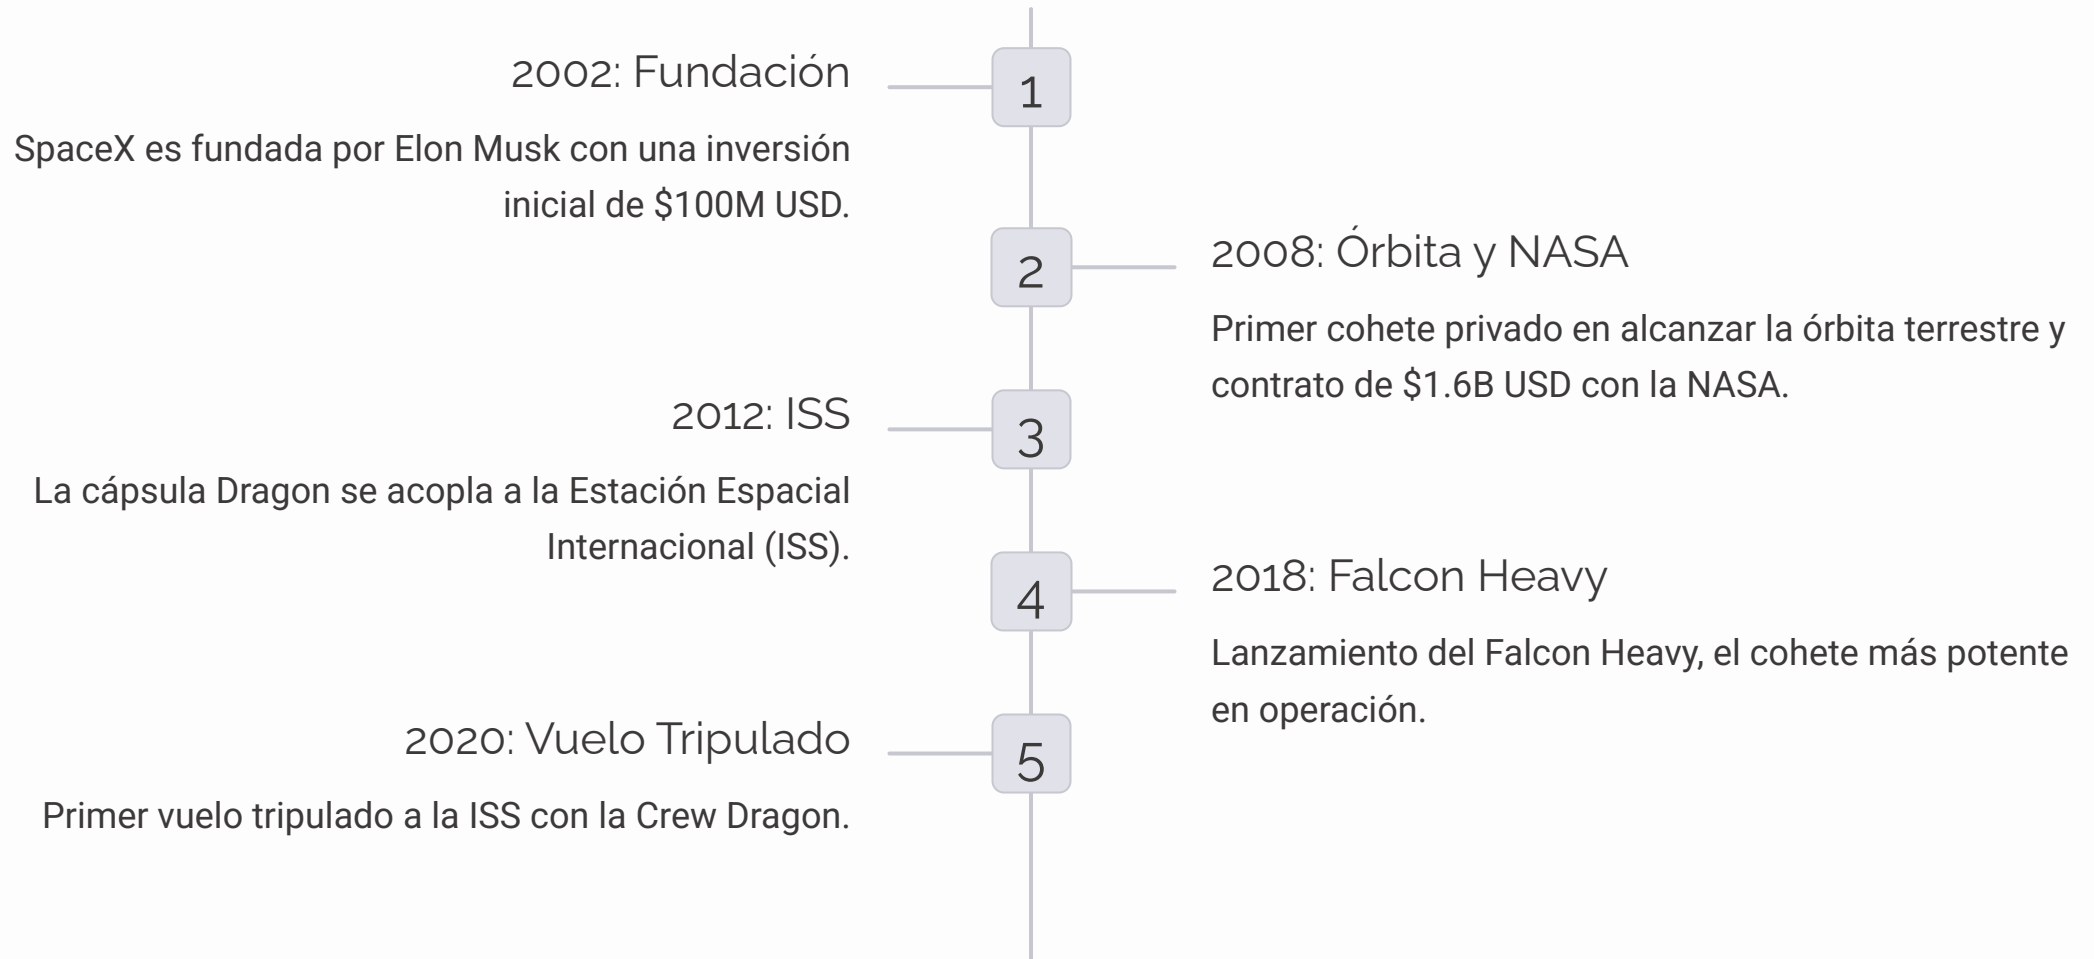 1
2002: Fundación
SpaceX es fundada por Elon Musk con una inversión
inicial de $100M USD.
2
2008: Órbita y NASA
Primer cohete privado en alcanzar la órbita terrestre y
contrato de $1.6B USD con la NASA.
3
2012: ISS
La cápsula Dragon se acopla a la Estación Espacial
Internacional (ISS).
4
2018: Falcon Heavy
Lanzamiento del Falcon Heavy, el cohete más potente
en operación.
5
2020: Vuelo Tripulado
Primer vuelo tripulado a la ISS con la Crew Dragon.